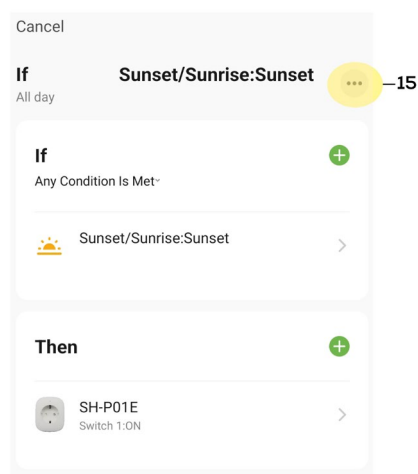 Cancel
If Sunset/Sunrise:Sunset ... –15
All day
If
Any Condition Is Met
Sunset/Sunrise:Sunset
Then
SH-P01E
Switch 1:ON